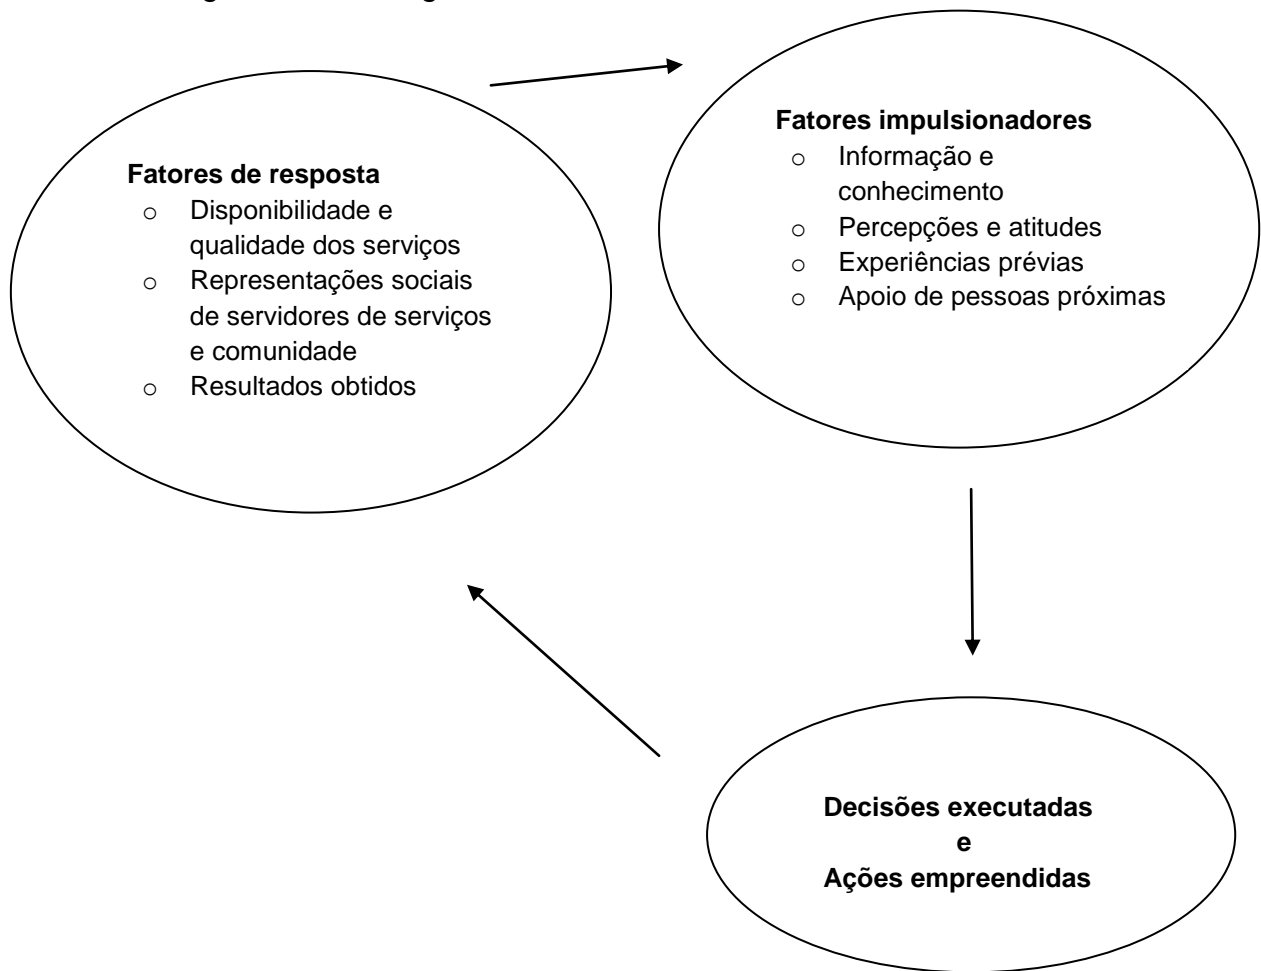 Fatores de resposta
o Disponibilidade e
qualidade dos serviços
o Representações sociais
de servidores de serviços
e comunidade
o Resultados obtidos
Fatores impulsionadores
o Informação e
conhecimento
o Percepções e atitudes
o Experiências prévias
o Apoio de pessoas próximas
Decisões executadas
e
Ações empreendidas